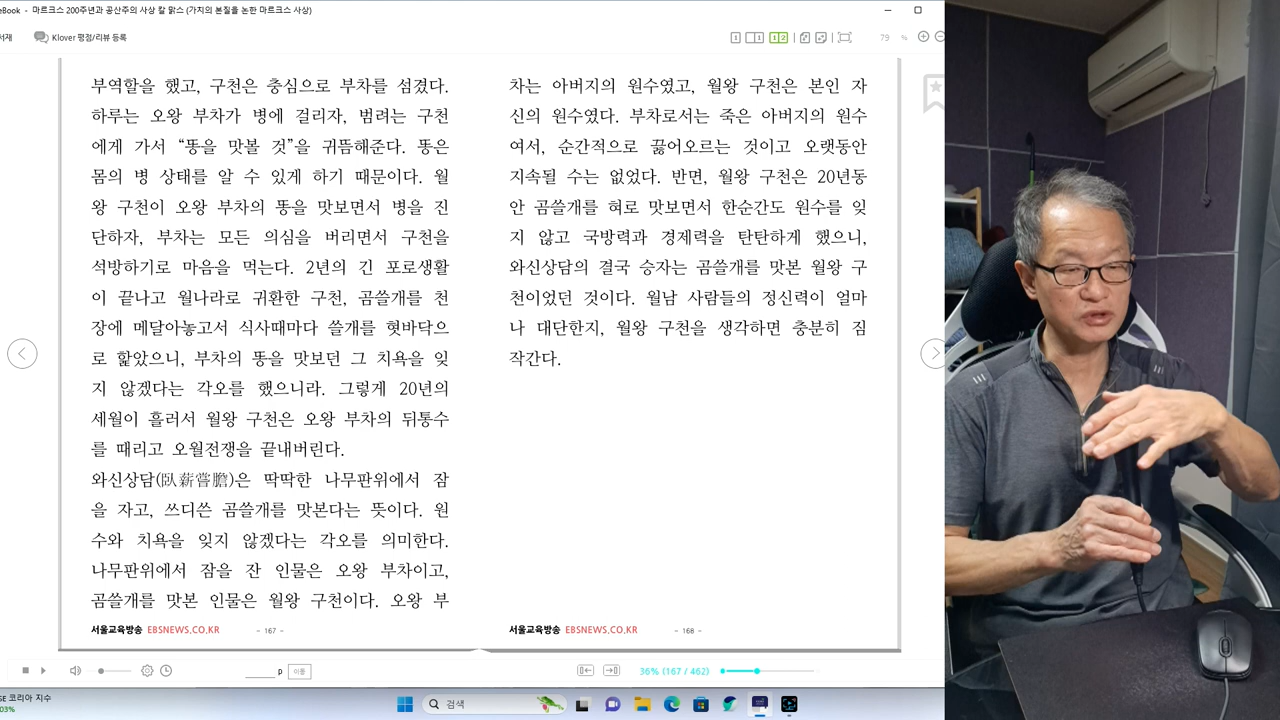 eBook - 마르크스 200주년과 공산주의 사상 칼 맑스 (가치의 본질을 논한 마르크스 사상)
서재 Klover 평점/리뷰 등록
79 %
부역할을 했고, 구천은 충심으로 부차를 섬겼다.
하루는 오왕 부차가 병에 걸리자, 범려는 구천
에게 가서 “똥을 맛볼 것”을 귀뜸해준다. 똥은
몸의 병 상태를 알 수 있게 하기 때문이다. 월
왕 구천이 오왕 부차의 똥을 맛보면서 병을 진
단하자, 부차는 모든 의심을 버리면서 구천을
석방하기로 마음을 먹는다. 2년의 긴 포로생활
이 끝나고 월나라로 귀환한 구천, 곰쓸개를 천
장에 메달아놓고서 식사때마다 쓸개를 혓바닥으
로 핥았으니, 부차의 똥을 맛보던 그 치욕을 잊
지 않겠다는 각오를 했으니라. 그렇게 20년의
세월이 흘러서 월왕 구천은 오왕 부차의 뒤통수
를 때리고 오월전쟁을 끝내버린다.
와신상담(臥薪嘗膽)은 딱딱한 나무판위에서 잠
을 자고, 쓰디쓴 곰쓸개를 맛본다는 뜻이다. 원
수와 치욕을 잊지 않겠다는 각오를 의미한다.
나무판위에서 잠을 잔 인물은 오왕 부차이고,
곰쓸개를 맛본 인물은 월왕 구천이다. 오왕 부
서울교육방송 EBSNEWS.CO.KR - 167 -
차는 아버지의 원수였고, 월왕 구천은 본인 자
신의 원수였다. 부차로서는 죽은 아버지의 원수
여서, 순간적으로 끓어오르는 것이고 오랫동안
지속될 수는 없었다. 반면, 월왕 구천은 20년동
안 곰쓸개를 혀로 맛보면서 한순간도 원수를 잊
지 않고 국방력과 경제력을 탄탄하게 했으니,
와신상담의 결국 승자는 곰쓸개를 맛본 월왕 구
천이었던 것이다. 월남 사람들의 정신력이 얼마
나 대단한지, 월왕 구천을 생각하면 충분히 짐
작간다.
서울교육방송 EBSNEWS.CO.KR - 168 -
p 이동
36% (167 / 462)
SE 코리아 지수
03%
검색